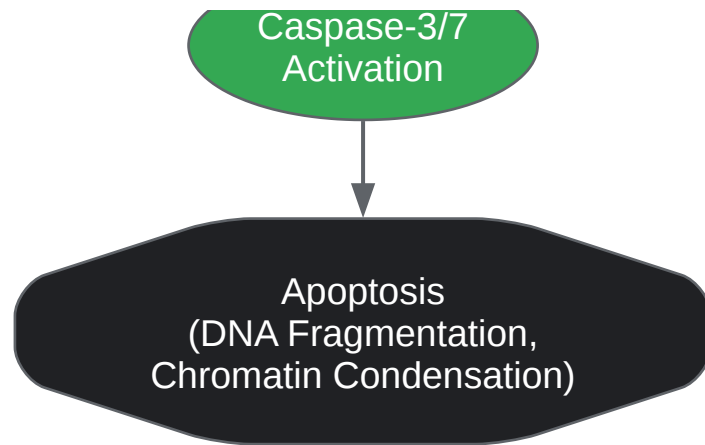 Caspase-3/7
Activation
Apoptosis
(DNA Fragmentation,
Chromatin Condensation)